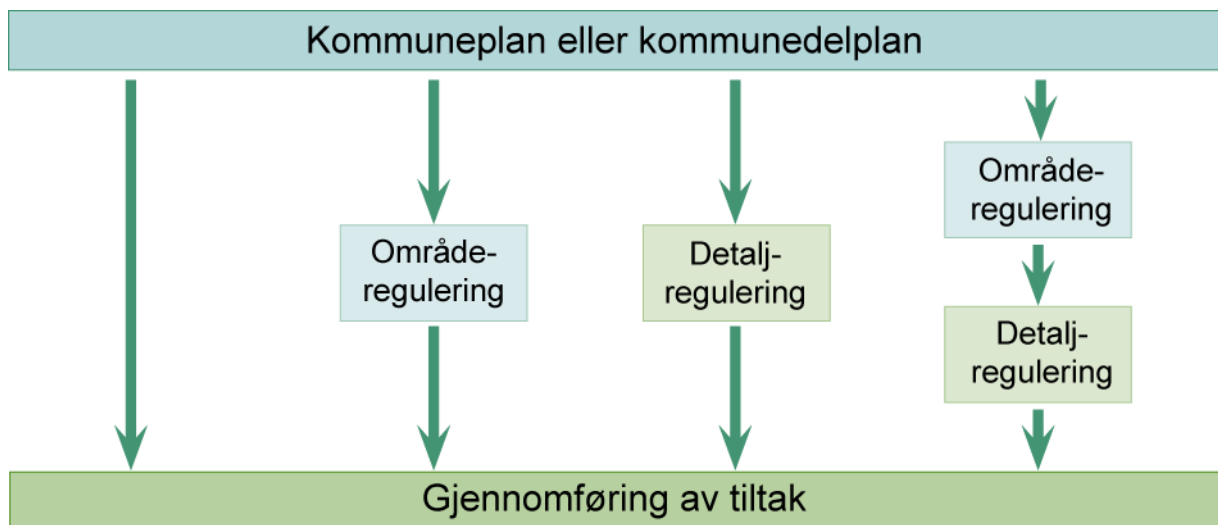 Kommuneplan eller kommunedelplan
Område-
regulering
Detalj-
regulering
Område-
regulering
Detalj-
regulering
Gjennomføring av tiltak